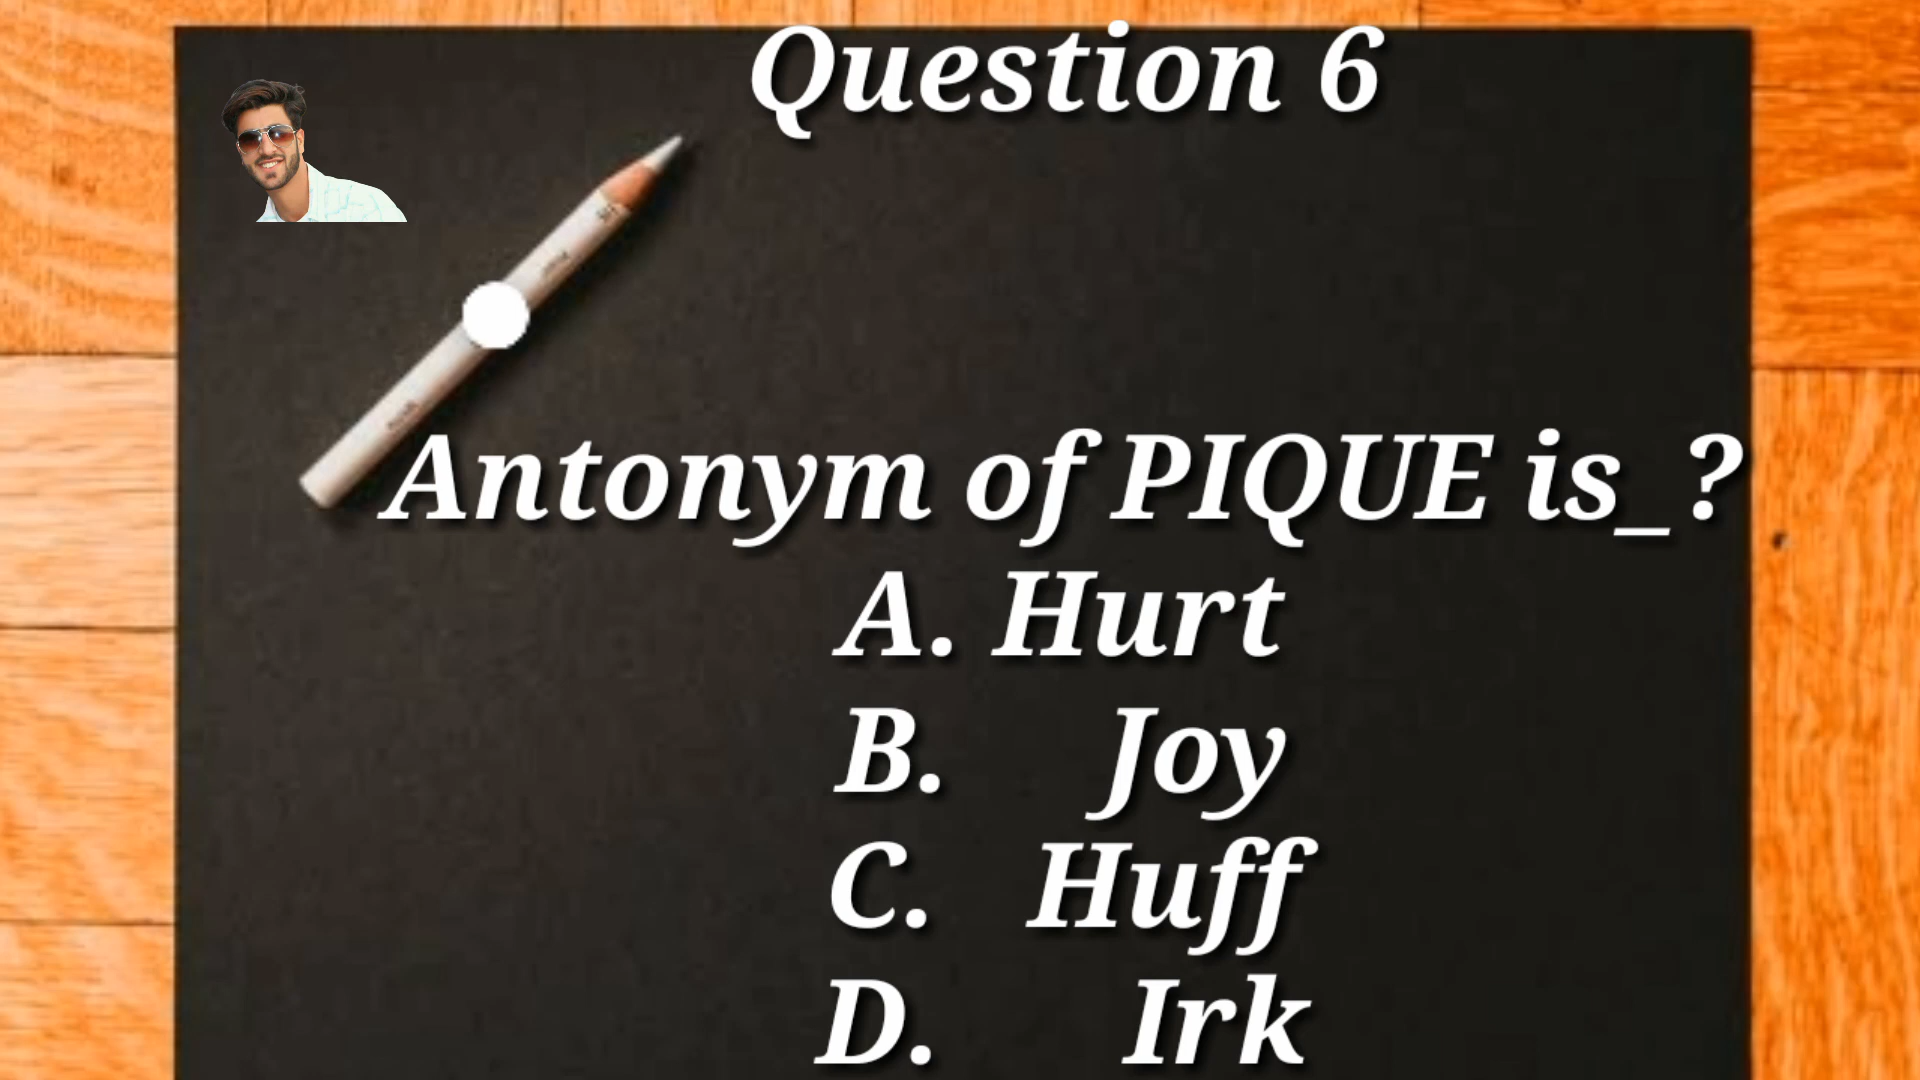 Question 6
Antonym of PIQUE is_?
A. Hurt
B. Joy
C. Huff
D. Irk